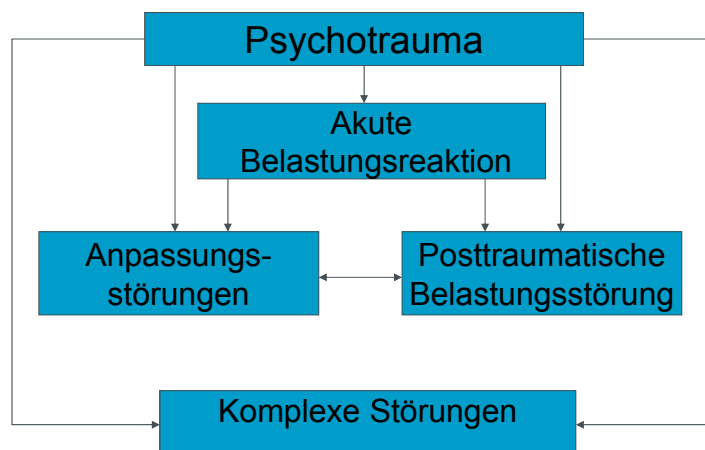 Psychotrauma
Akute
Belastungsreaktion
Anpassungs-
störungen
Posttraumatische
Belastungsstörung
Komplexe Störungen